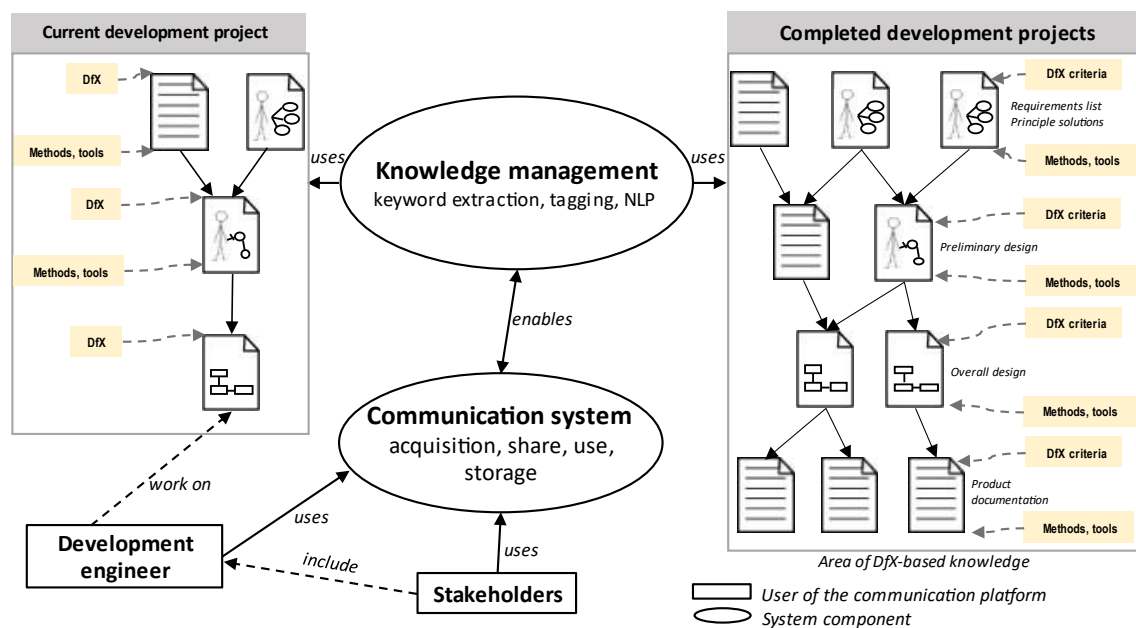 Current development project
DfX
Methods, tools
DfX
Methods, tools
DfX
uses
Knowledge management
keyword extraction, tagging, NLP
uses
enables
Communication system
acquisition, share, use,
storage
work on
uses
Development
engineer
include
uses
Stakeholders
Completed development projects
DfX criteria
Requirements list
Principle solutions
Methods, tools
DfX criteria
Preliminary design
Methods, tools
DfX criteria
Overall design
Methods, tools
DfX criteria
Product
documentation
Methods, tools
Area of DfX-based knowledge
User of the communication platform
System component